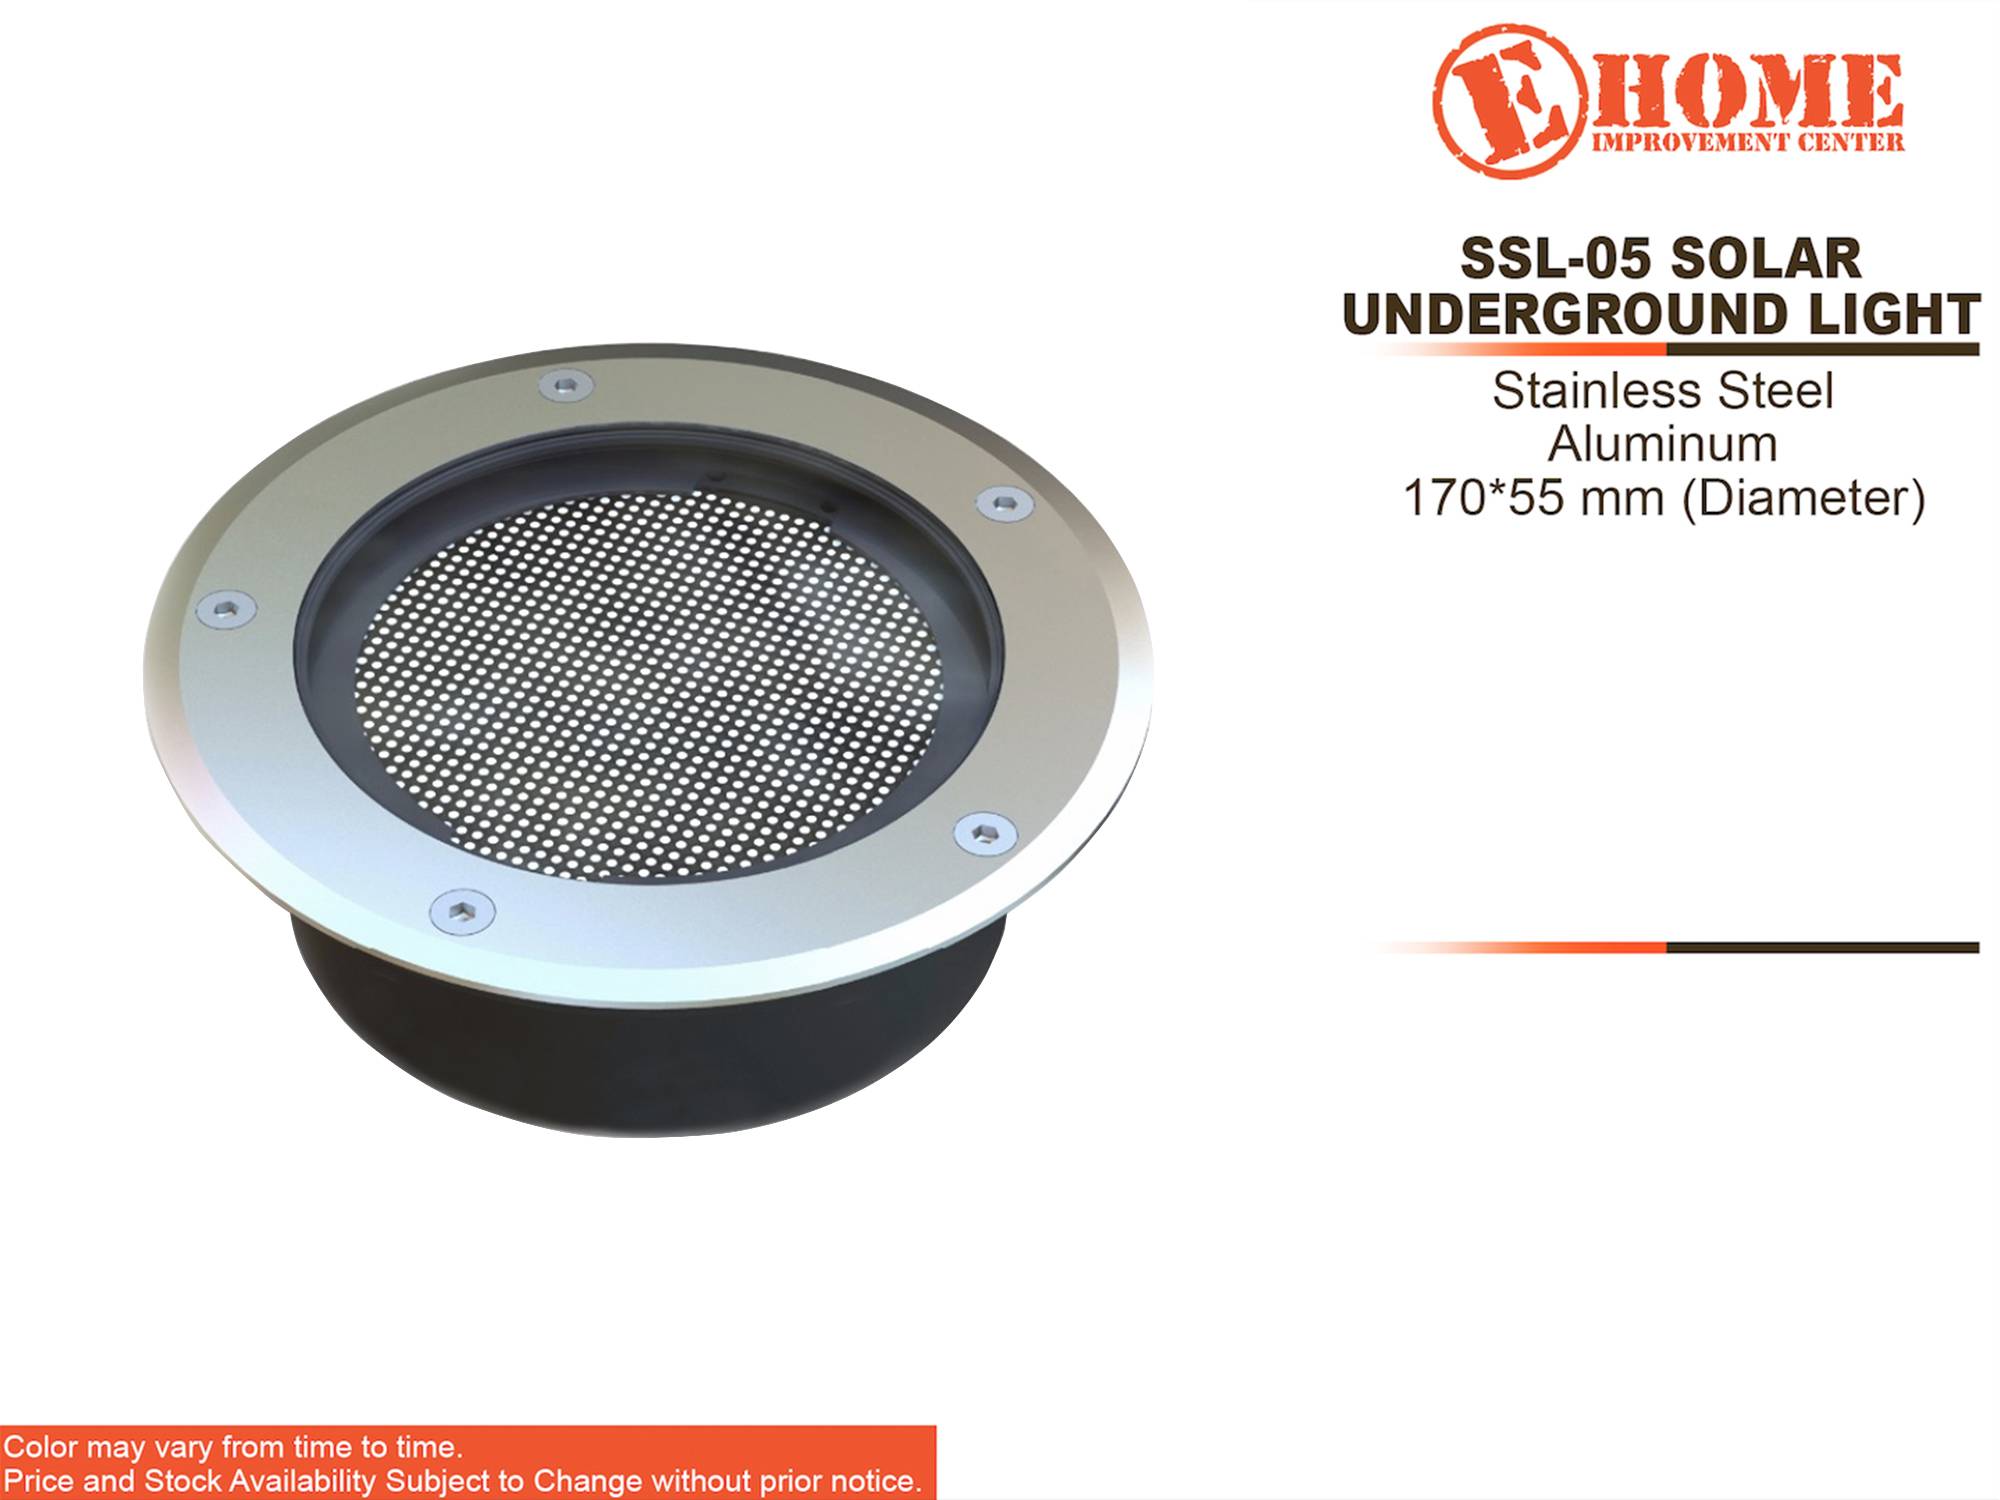 E HOME
IMPROVEMENT CENTER
SSL-05 SOLAR
UNDERGROUND LIGHT
Stainless Steel
Aluminum
170*55 mm (Diameter)
Color may vary from time to time.
Price and Stock Availability Subject to Change without prior notice.